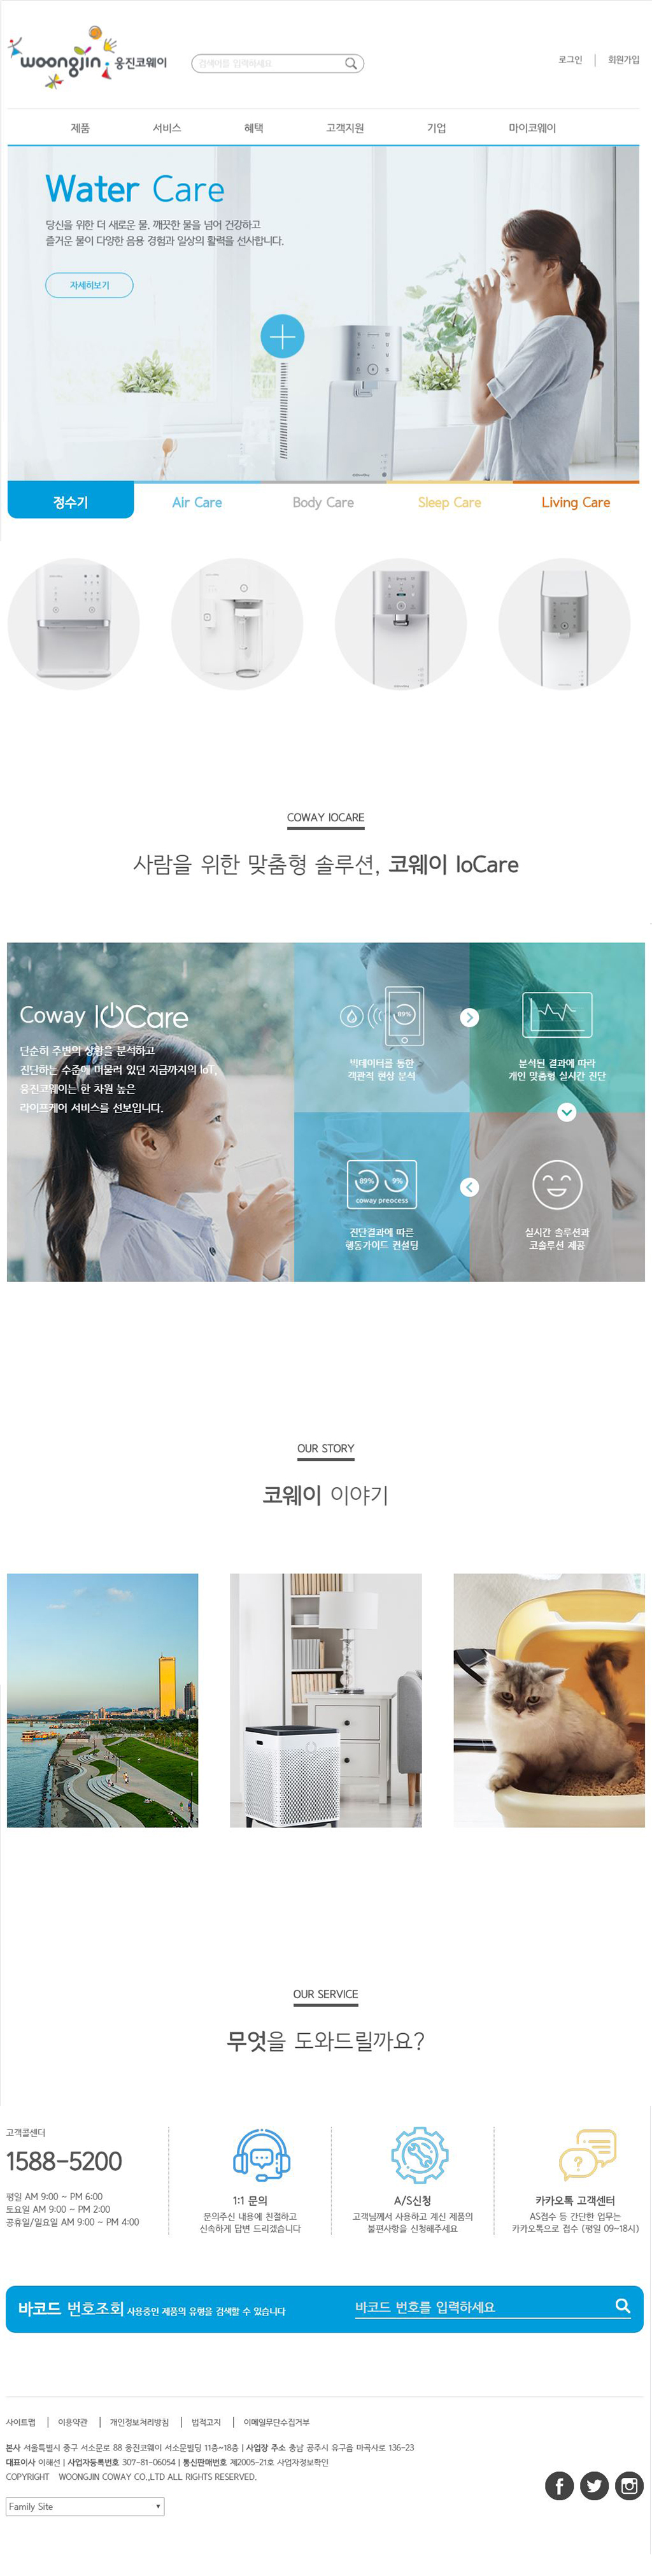 woongjin 웅진코웨이
검색어를 입력하세요
로그인 | 회원가입
제품 서비스 혜택 고객지원 기업 마이코웨이
Water Care
당신을 위한 더 새로운 물. 깨끗한 물을 넘어 건강하고
즐거운 물이 다양한 음용 경험과 일상의 활력을 선사합니다.
자세히보기
정수기 Air Care Body Care Sleep Care Living Care
COWAY IOCARE
사람을 위한 맞춤형 솔루션, 코웨이 IoCare
Coway IOCare
단순히 주변의 상황을 분석하고
진단하는 수준에 머물러 있던 지금까지의 IoT,
웅진코웨이는 한 차원 높은
라이프케어 서비스를 선보입니다.
89%
빅데이터를 통한
객관적 현상 분석
분석된 결과에 따라
개인 맞춤형 실시간 진단
89% 9%
coway preocess
진단결과에 따른
행동가이드 컨설팅
실시간 솔루션과
코솔루션 제공
OUR STORY
코웨이 이야기
OUR SERVICE
무엇을 도와드릴까요?
고객콜센터
1588-5200
평일 AM 9:00 ~ PM 6:00
토요일 AM 9:00 ~ PM 2:00
공휴일/일요일 AM 9:00 ~ PM 4:00
1:1 문의
문의주신 내용에 친절하고
신속하게 답변 드리겠습니다
A/S신청
고객님께서 사용하고 계신 제품의
불편사항을 신청해주세요
카카오톡 고객센터
AS접수 등 간단한 업무는
카카오톡으로 접수 (평일 09~18시)
바코드 번호조회 사용중인 제품의 유형을 검색할 수 있습니다
바코드 번호를 입력하세요
사이트맵 | 이용약관 | 개인정보처리방침 | 법적고지 | 이메일무단수집거부
본사 서울특별시 중구 서소문로 88 웅진코웨이 서소문빌딩 11층~18층 | 사업장 주소 충남 공주시 유구읍 마곡사로 136-23
대표이사 이해선 | 사업자등록번호 307-81-06054 | 통신판매번호 제2005-21호 사업자정보확인
COPYRIGHT WOONGJIN COWAY CO.,LTD ALL RIGHTS RESERVED.
Family Site